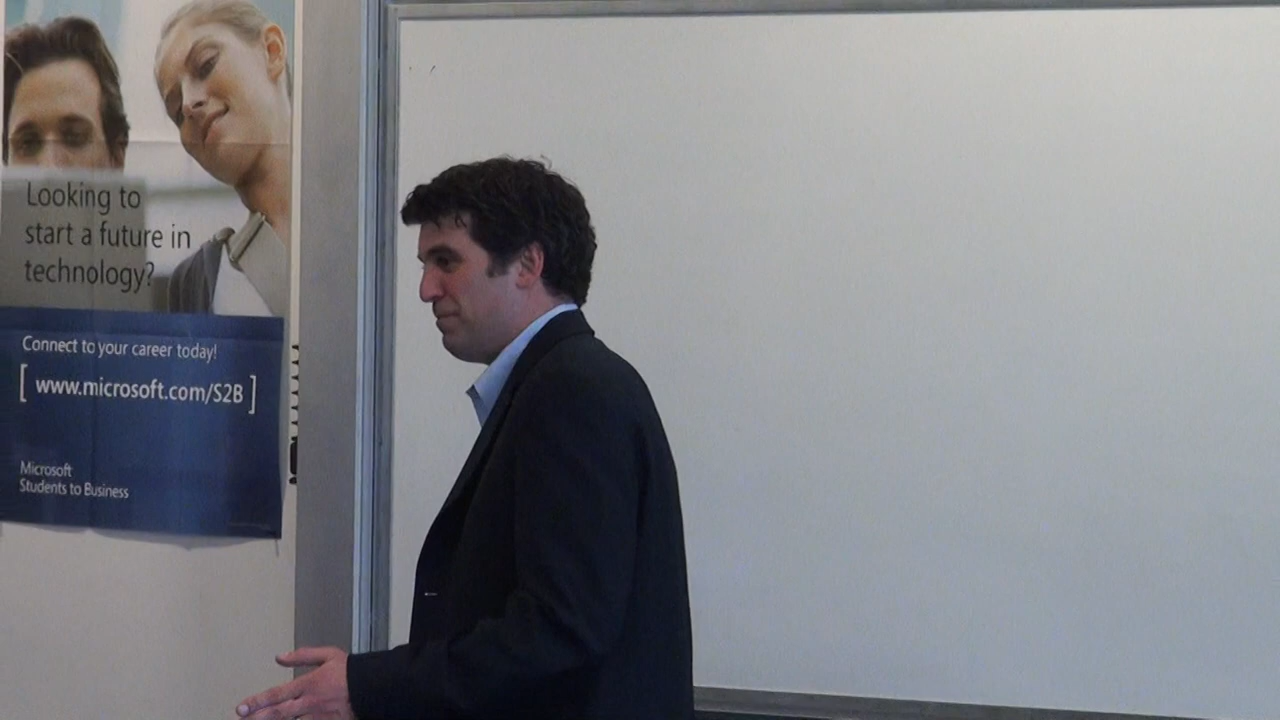 Looking to
start a future in
technology?
Connect to your career today!
[ www.microsoft.com/S2B ]
Microsoft
Students to Business